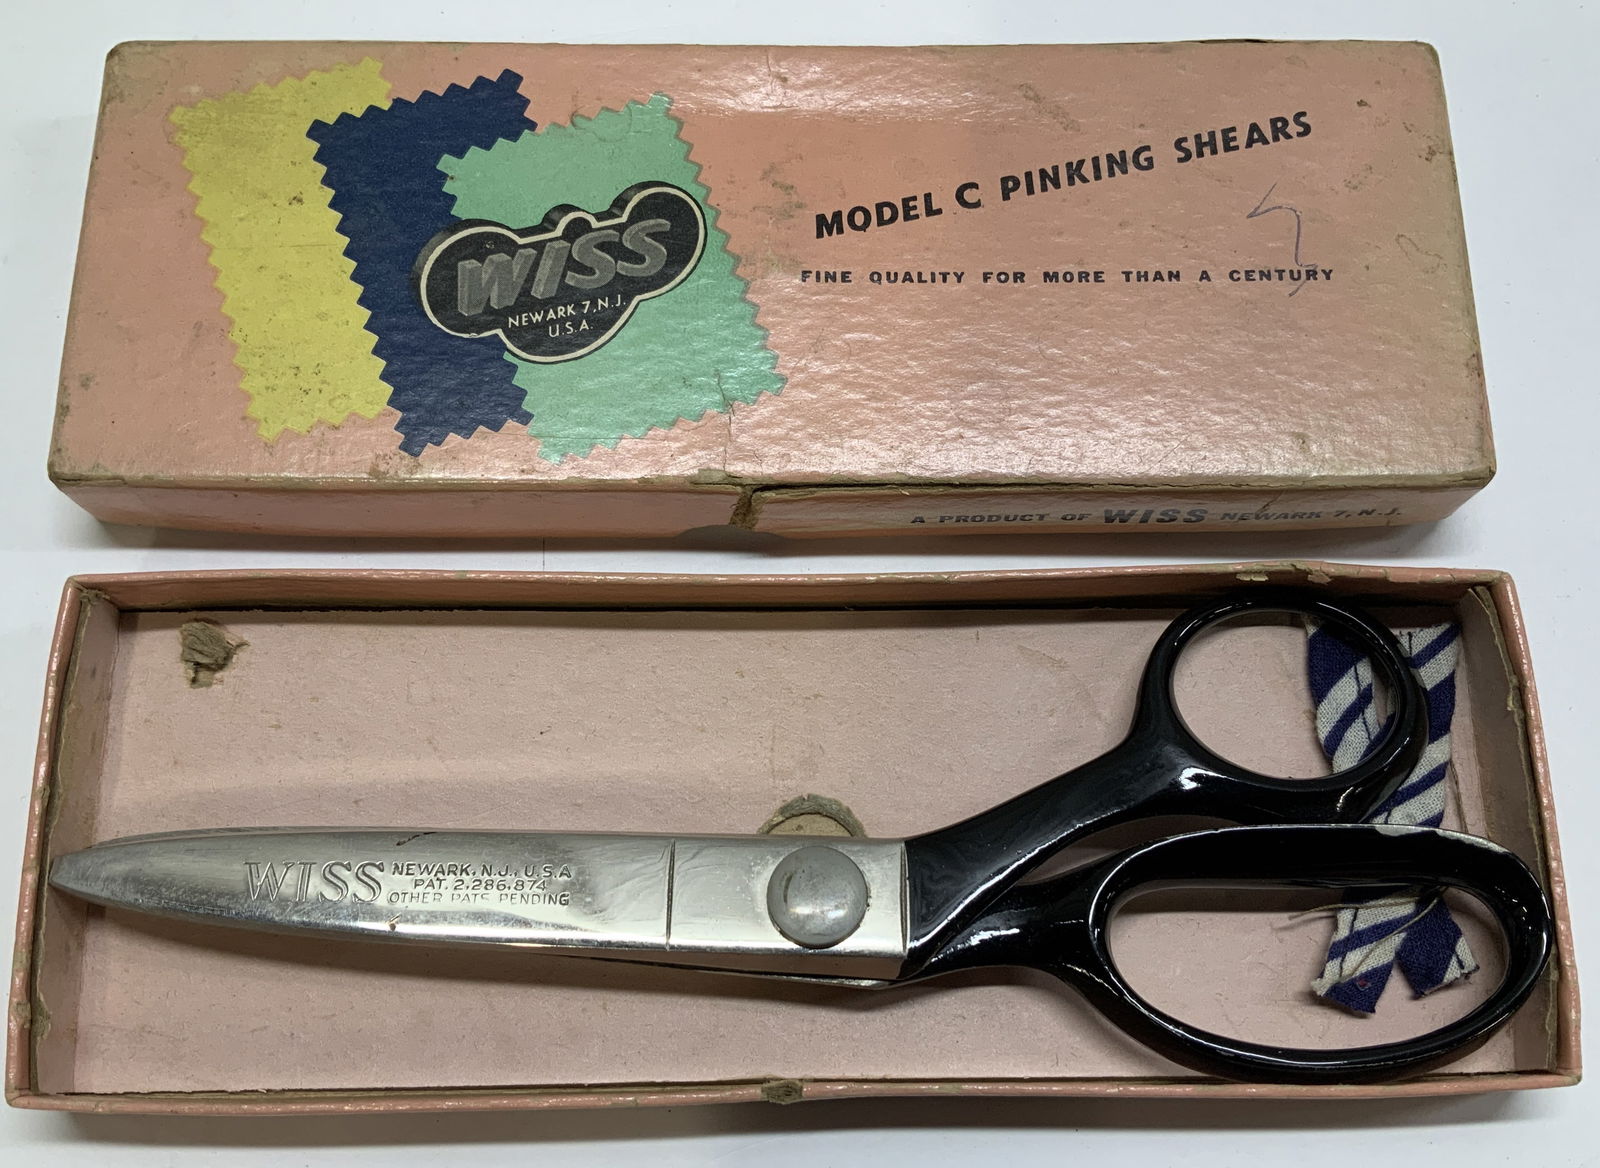 MODEL C PINKING SHEARS
FINE QUALITY FOR MORE THAN A CENTURY
WISS
NEWARK 7, N.J.
U.S.A.
A PRODUCT OF WISS NEWARK 7, N.J.
WISS NEWARK, N.J., U.S.A
PAT. 2,286,874
OTHER PATS PENDING